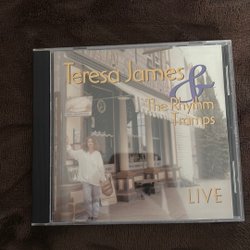 Teresa James
&
The Rhythm
Tramps
LIVE